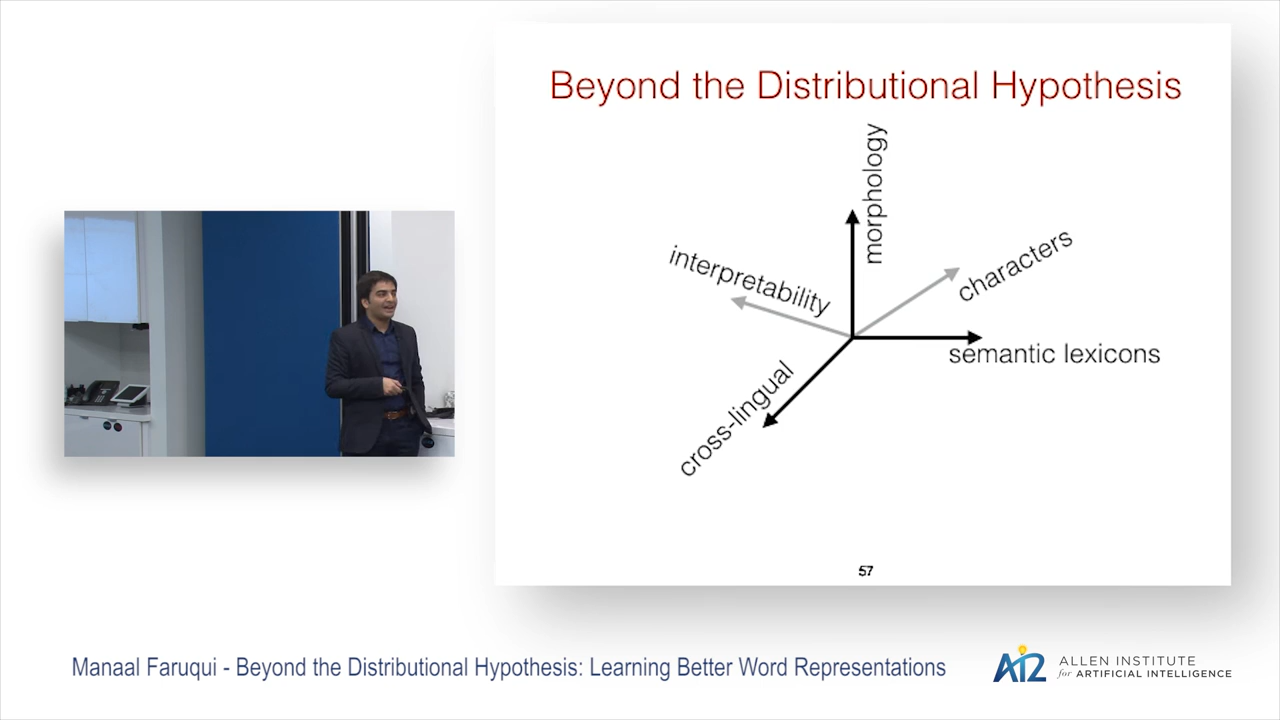 Beyond the Distributional Hypothesis
morphology
interpretability
characters
semantic lexicons
cross-lingual
57
Manaal Faruqui - Beyond the Distributional Hypothesis: Learning Better Word Representations
AI2
ALLEN INSTITUTE
for ARTIFICIAL INTELLIGENCE